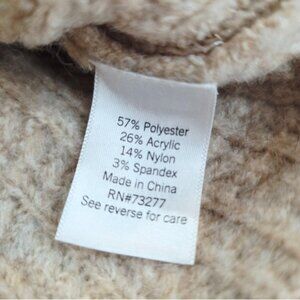 57% Polyester
26% Acrylic
14% Nylon
3% Spandex
Made in China
RN#73277
See reverse for care